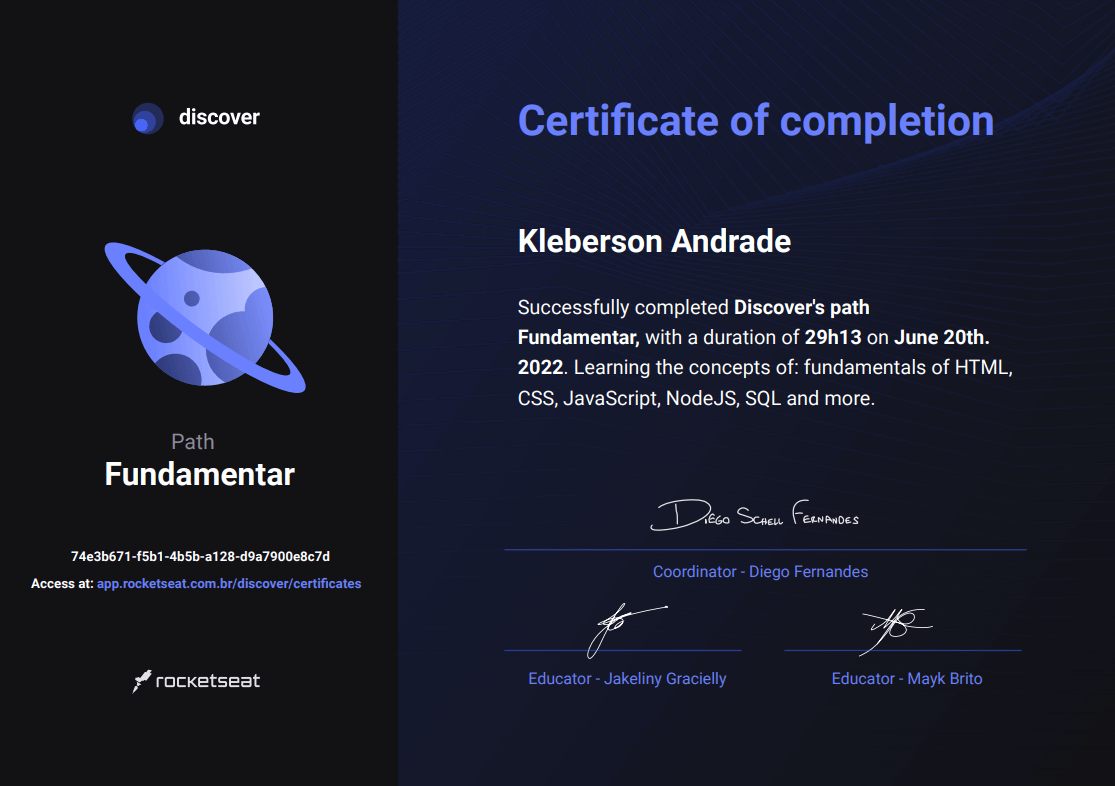 discover
Path
Fundamentar
74e3b671-f5b1-4b5b-a128-d9a7900e8c7d
Access at: app.rocketseat.com.br/discover/certificates
rocketseat
Certificate of completion
Kleberson Andrade
Successfully completed Discover's path
Fundamentar, with a duration of 29h13 on June 20th.
2022. Learning the concepts of: fundamentals of HTML,
CSS, JavaScript, NodeJS, SQL and more.
Diego Schell Fernandes
Coordinator - Diego Fernandes
Educator - Jakeliny Gracielly
Educator - Mayk Brito